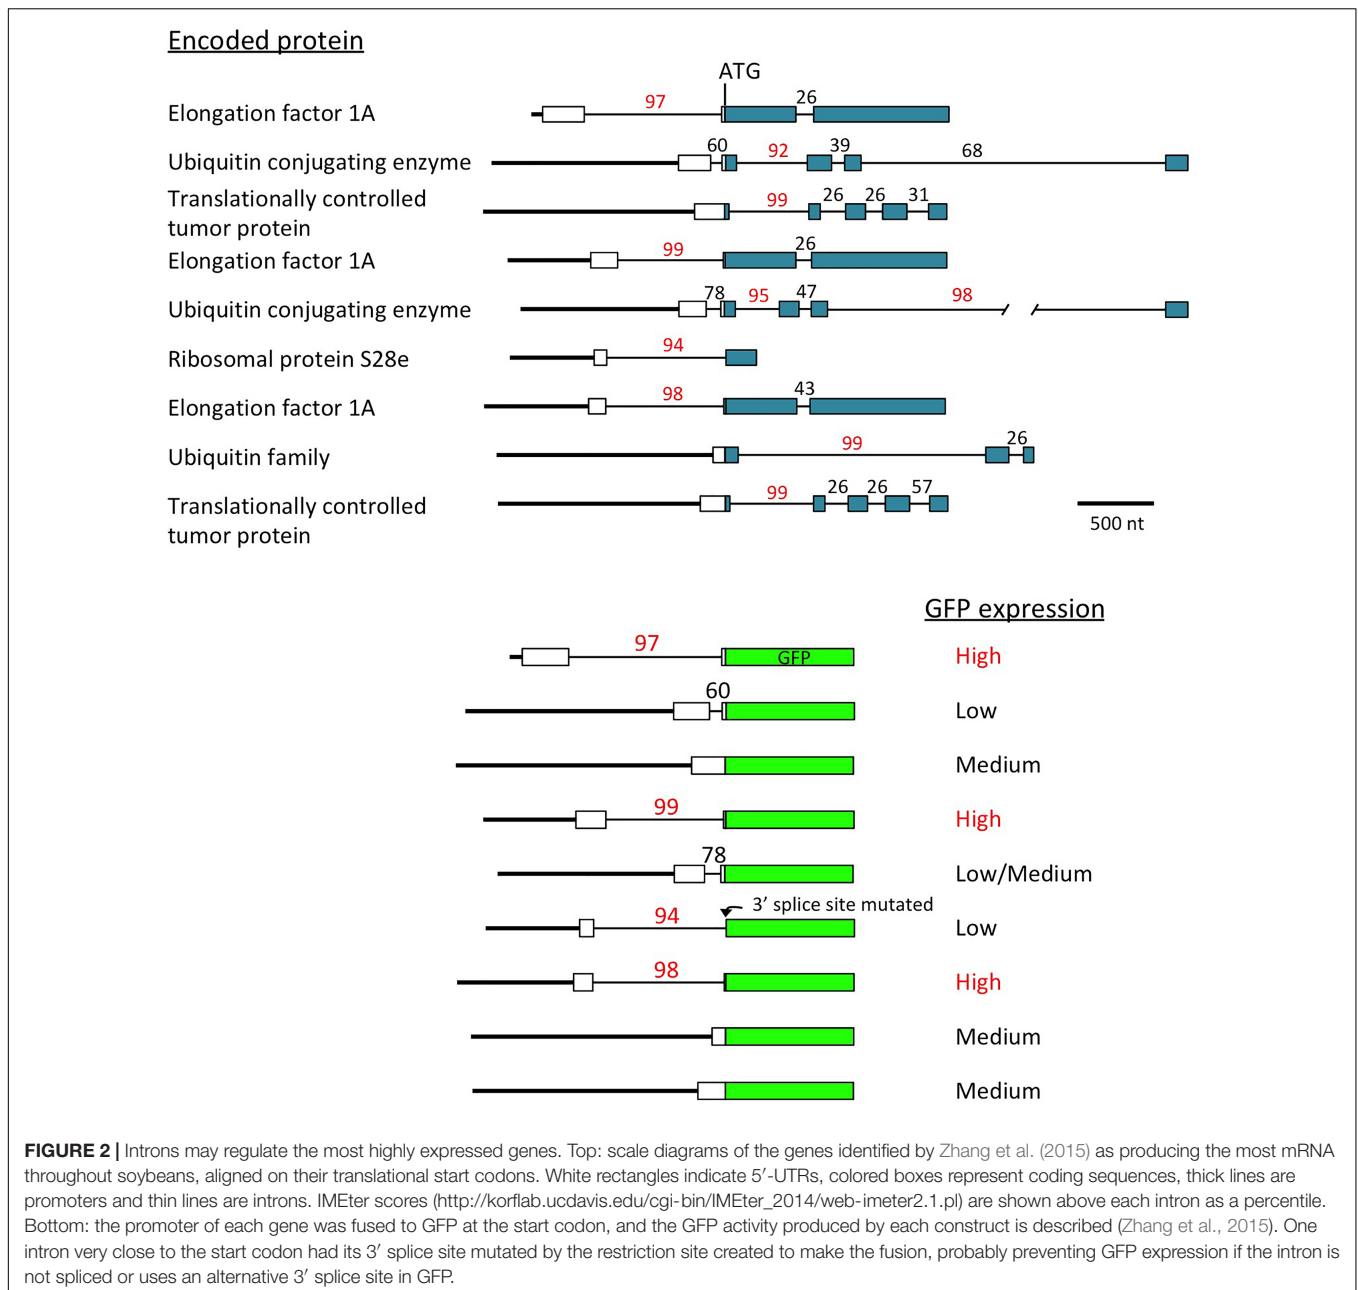 Encoded protein
ATG
Elongation factor 1A 97 26
Ubiquitin conjugating enzyme 60 92 39 68
Translationally controlled
tumor protein 99 26 26 31
Elongation factor 1A 99 26
Ubiquitin conjugating enzyme 78 95 47 98
Ribosomal protein S28e 94
Elongation factor 1A 98 43
Ubiquitin family 99 26
Translationally controlled
tumor protein 99 26 26 57
500 nt
GFP expression
97 GFP High
60 Low
Medium
99 High
78 Low/Medium
94 3′ splice site mutated Low
98 High
Medium
Medium
FIGURE 2 | Introns may regulate the most highly expressed genes. Top: scale diagrams of the genes identified by Zhang et al. (2015) as producing the most mRNA
throughout soybeans, aligned on their translational start codons. White rectangles indicate 5′-UTRs, colored boxes represent coding sequences, thick lines are
promoters and thin lines are introns. IMEter scores (http://korflab.ucdavis.edu/cgi-bin/IMEter_2014/web-imeter2.1.pl) are shown above each intron as a percentile.
Bottom: the promoter of each gene was fused to GFP at the start codon, and the GFP activity produced by each construct is described (Zhang et al., 2015). One
intron very close to the start codon had its 3′ splice site mutated by the restriction site created to make the fusion, probably preventing GFP expression if the intron is
not spliced or uses an alternative 3′ splice site in GFP.